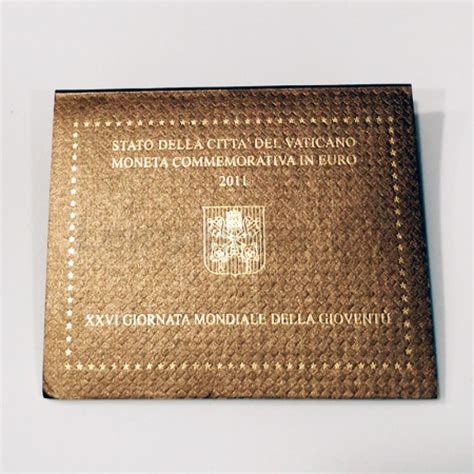 STATO DELLA CITTA' DEL VATICANO
MONETA COMMEMORATIVA IN EURO
2011
XXVI GIORNATA MONDIALE DELLA GIOVENTÙ